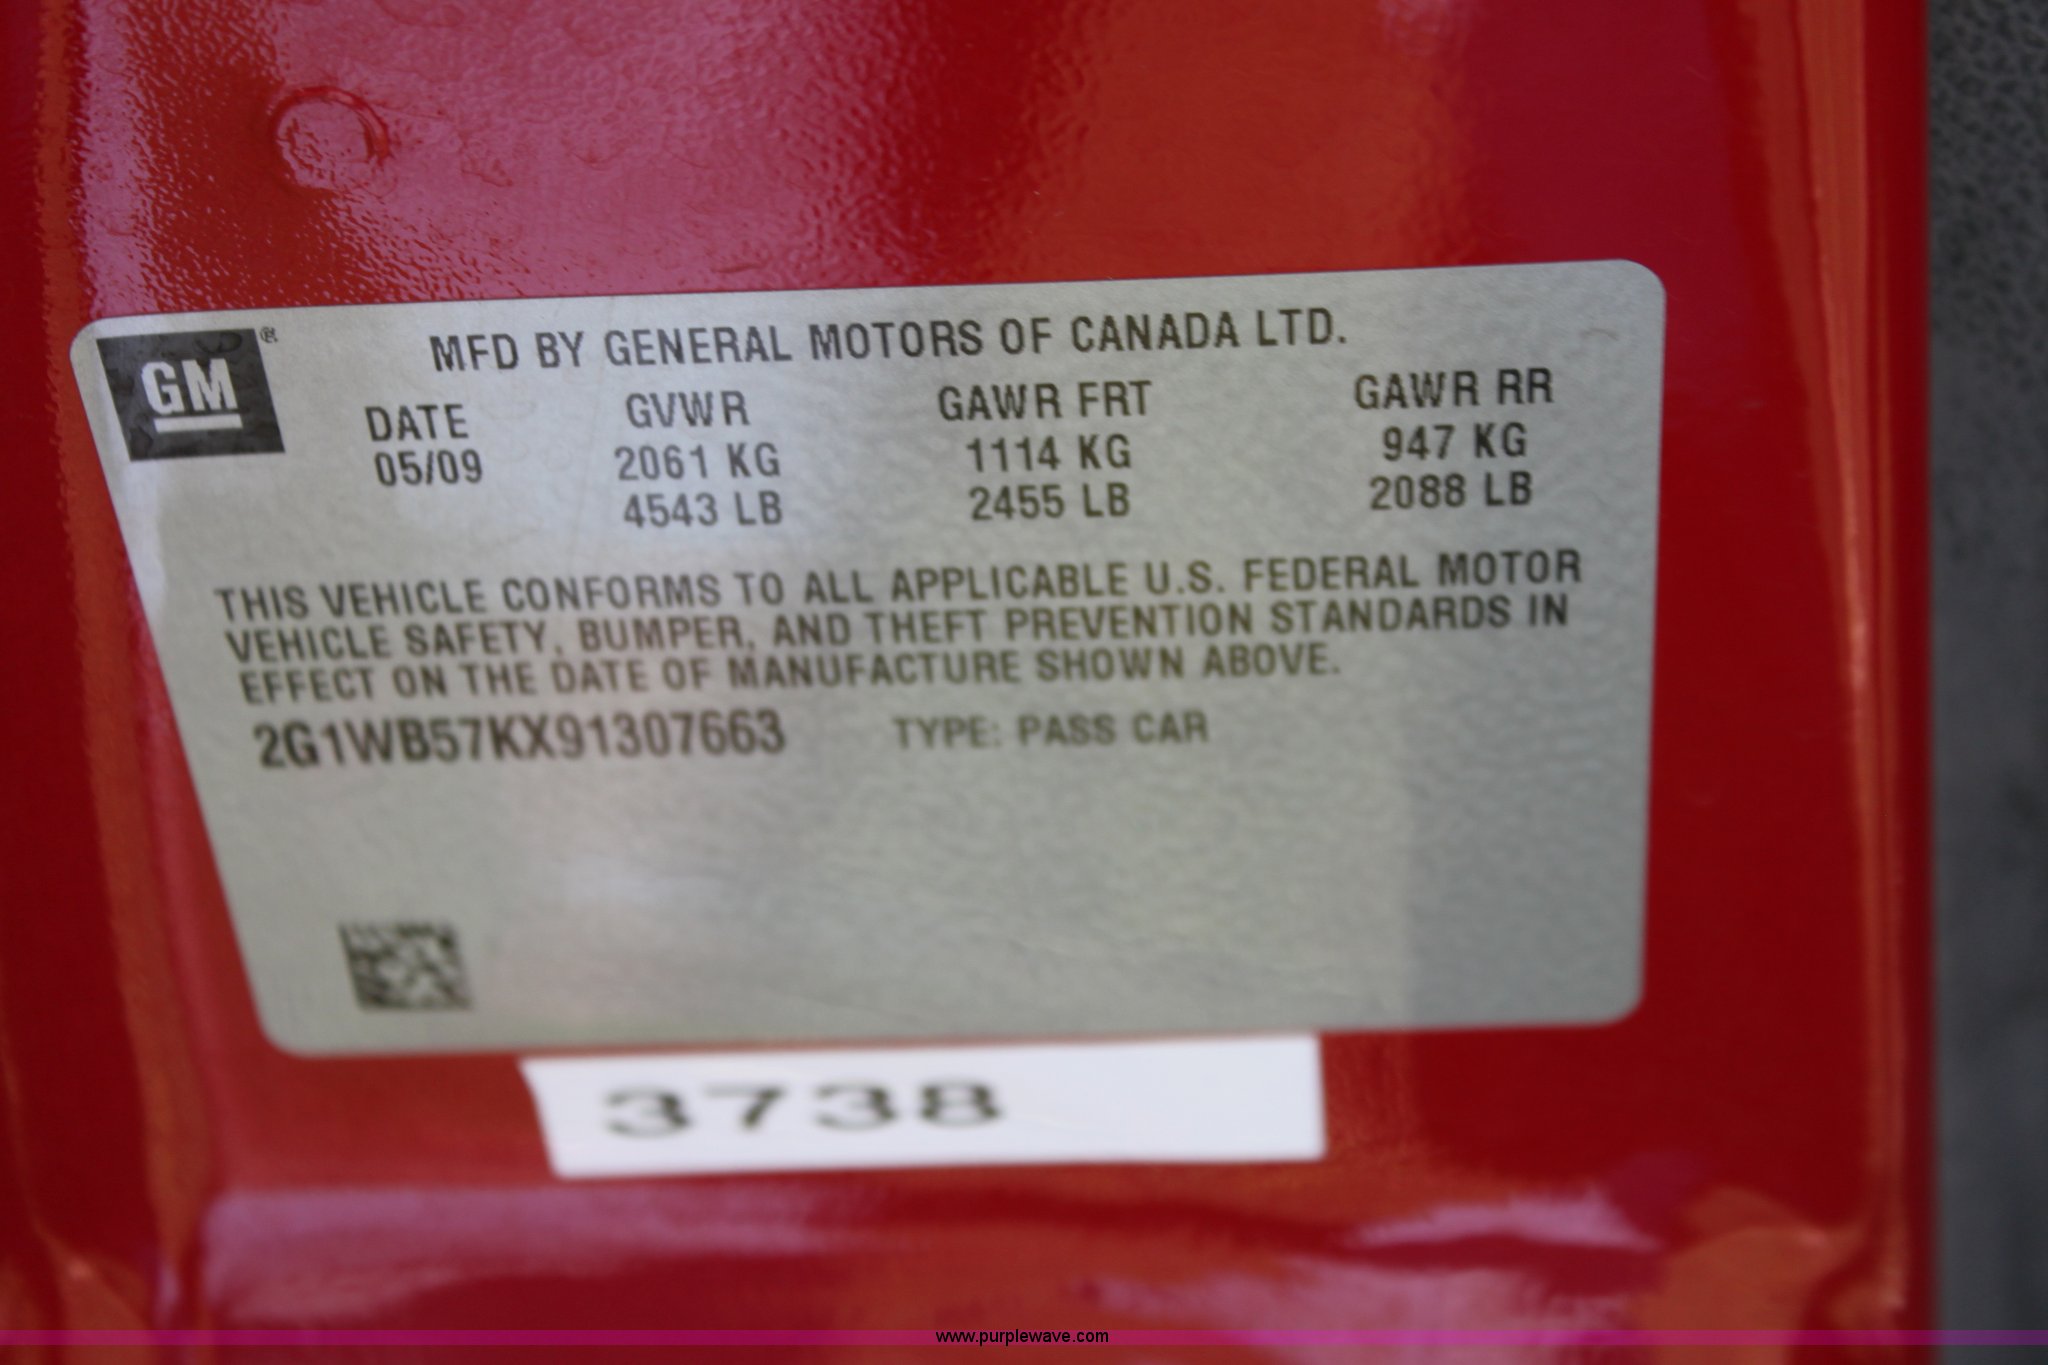 GM®
MFD BY GENERAL MOTORS OF CANADA LTD.
DATE GVWR GAWR FRT GAWR RR
05/09 2061 KG 1114 KG 947 KG
4543 LB 2455 LB 2088 LB
THIS VEHICLE CONFORMS TO ALL APPLICABLE U.S. FEDERAL MOTOR
VEHICLE SAFETY, BUMPER, AND THEFT PREVENTION STANDARDS IN
EFFECT ON THE DATE OF MANUFACTURE SHOWN ABOVE.
2G1WB57KX91307663 TYPE: PASS CAR
3738
www.purplewave.com